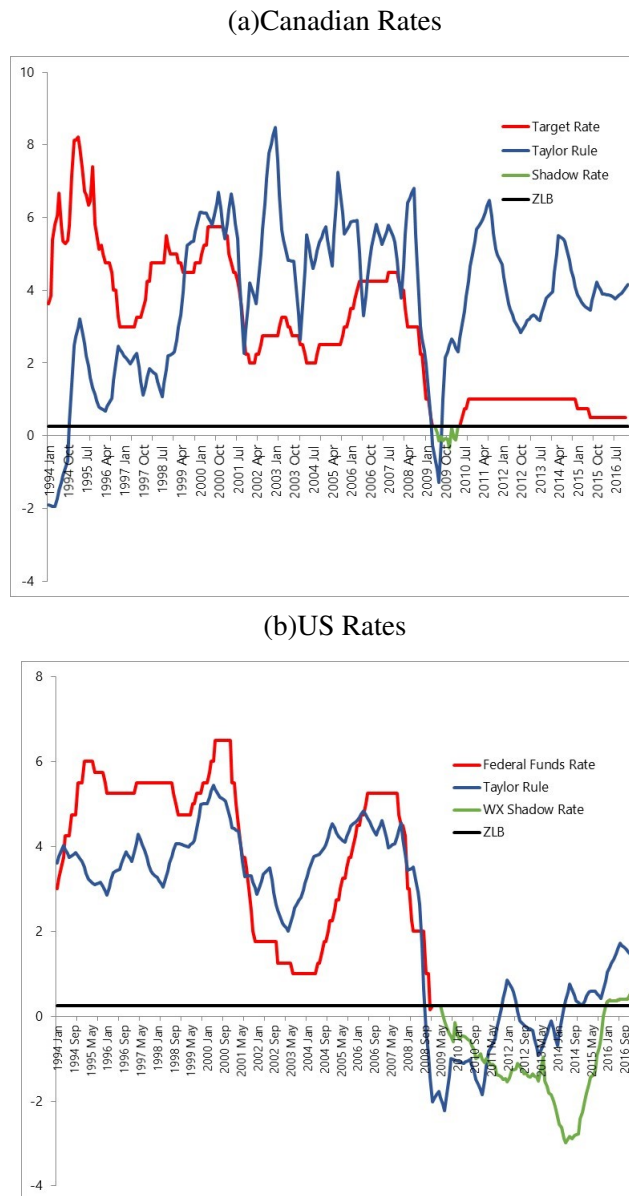 (a)Canadian Rates
10
8
6
4
2
0
-2
-4
Target Rate
Taylor Rule
Shadow Rate
ZLB
1994 Jan
1994 Oct
1995 Jul
1996 Apr
1997 Jan
1997 Oct
1998 Jul
1999 Apr
2000 Jan
2000 Oct
2001 Jul
2002 Apr
2003 Jan
2003 Oct
2004 Jul
2005 Apr
2006 Jan
2006 Oct
2007 Jul
2008 Apr
2009 Jan
2009 Oct
2010 Jul
2011 Apr
2012 Jan
2012 Oct
2013 Jul
2014 Apr
2015 Jan
2015 Oct
2016 Jul
(b)US Rates
8
6
4
2
0
-2
-4
Federal Funds Rate
Taylor Rule
WX Shadow Rate
ZLB
1994 Jan
1994 Sep
1995 May
1996 Jan
1996 Sep
1997 May
1998 Jan
1998 Sep
1999 May
2000 Jan
2000 Sep
2001 May
2002 Jan
2002 Sep
2003 May
2004 Jan
2004 Sep
2005 May
2006 Jan
2006 Sep
2007 May
2008 Jan
2008 Sep
2009 May
2010 Jan
2010 Sep
2011 May
2012 Jan
2012 Sep
2013 May
2014 Jan
2014 Sep
2015 May
2016 Jan
2016 Sep